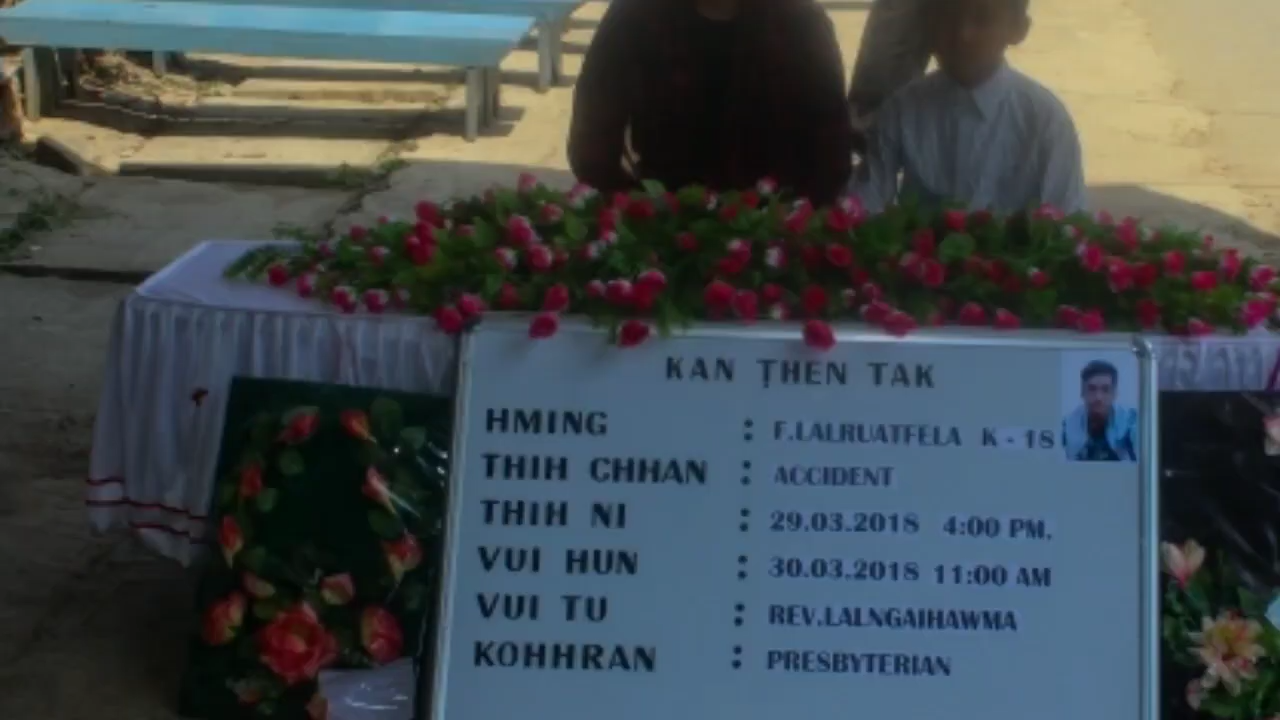 KAN ṬHEN TAK
HMING : F.LALRUATFELA K - 18
THIH CHHAN : ACCIDENT
THIH NI : 29.03.2018 4:00 PM.
VUI HUN : 30.03.2018 11:00 AM
VUI TU : REV.LALNGAIHAWMA
KOHHRAN : PRESBYTERIAN